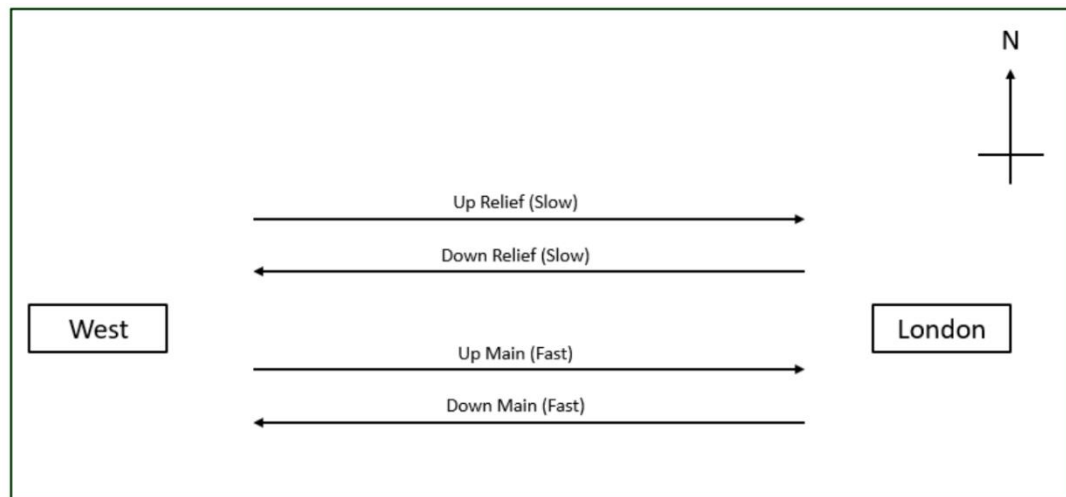 N
Up Relief (Slow)
Down Relief (Slow)
West
London
Up Main (Fast)
Down Main (Fast)